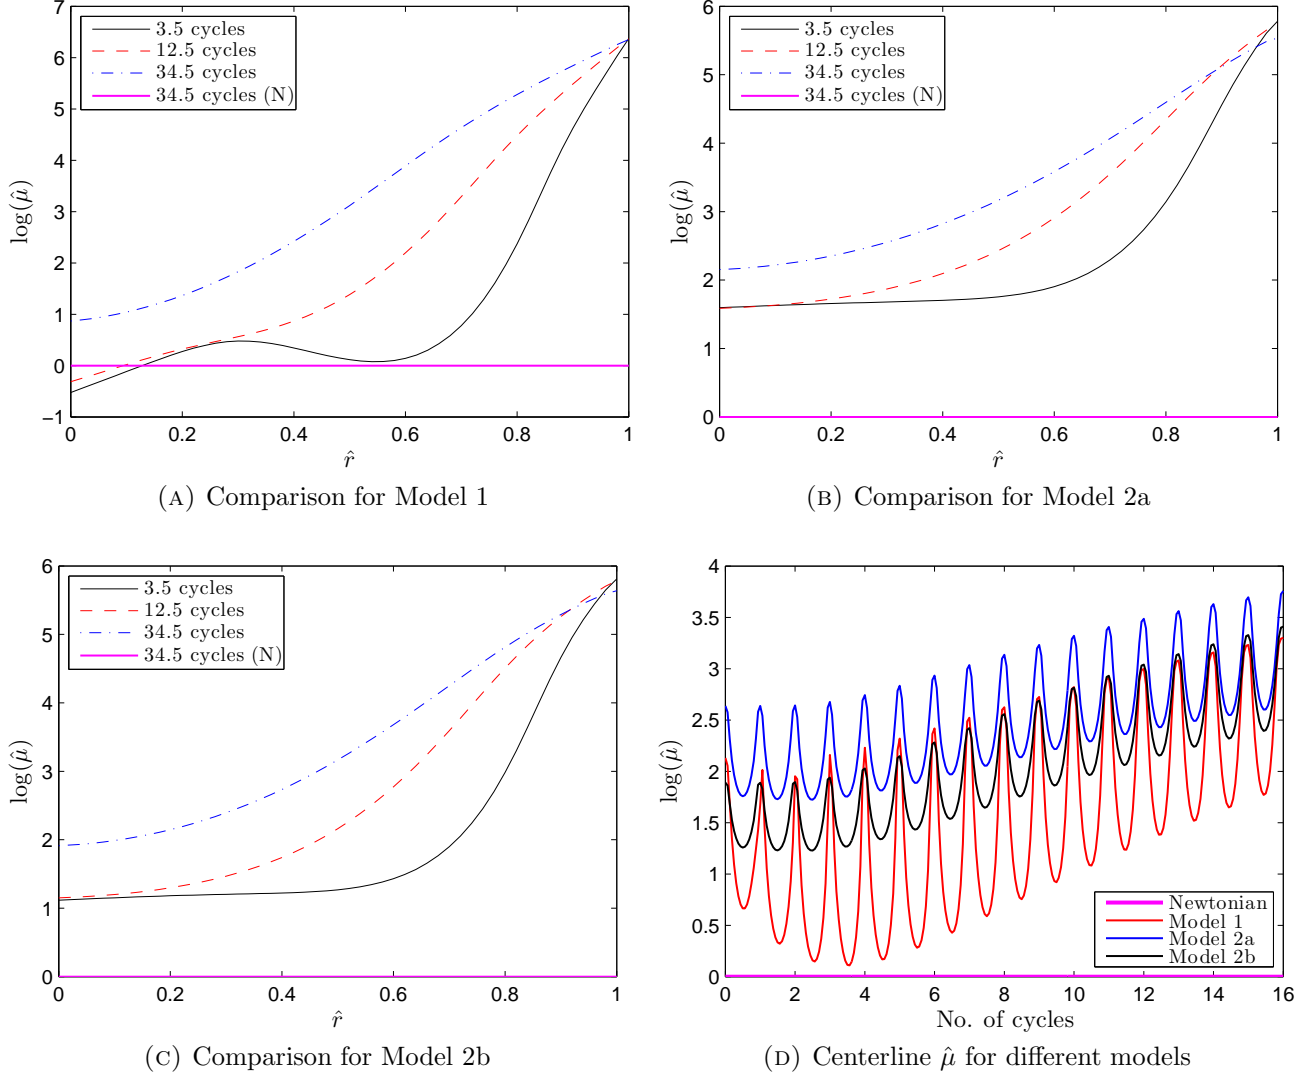 7
6
5
4
3
2
1
0
−1
log(μ̂)
3.5 cycles
12.5 cycles
34.5 cycles
34.5 cycles (N)
0 0.2 0.4 0.6 0.8 1
r̂
(A) Comparison for Model 1
6
5
4
3
2
1
0
log(μ̂)
3.5 cycles
12.5 cycles
34.5 cycles
34.5 cycles (N)
0 0.2 0.4 0.6 0.8 1
r̂
(B) Comparison for Model 2a
6
5
4
3
2
1
0
log(μ̂)
3.5 cycles
12.5 cycles
34.5 cycles
34.5 cycles (N)
0 0.2 0.4 0.6 0.8 1
r̂
(C) Comparison for Model 2b
4
3.5
3
2.5
2
1.5
1
0.5
0
log(μ̂)
Newtonian
Model 1
Model 2a
Model 2b
0 2 4 6 8 10 12 14 16
No. of cycles
(D) Centerline μ̂ for different models